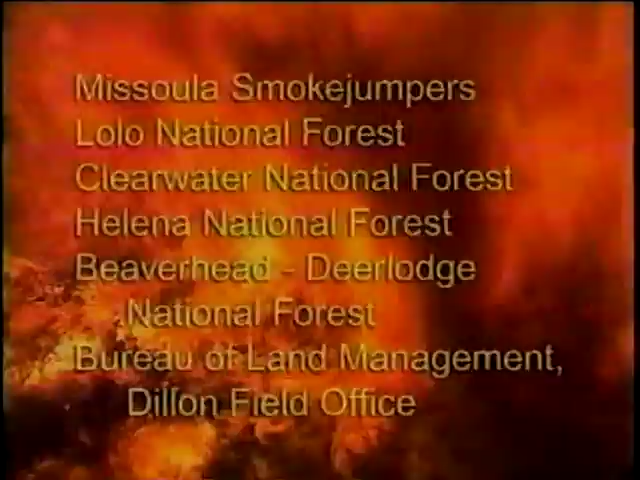 Missoula Smokejumpers
Lolo National Forest
Clearwater National Forest
Helena National Forest
Beaverhead - Deerlodge
National Forest
Bureau of Land Management,
Dillon Field Office